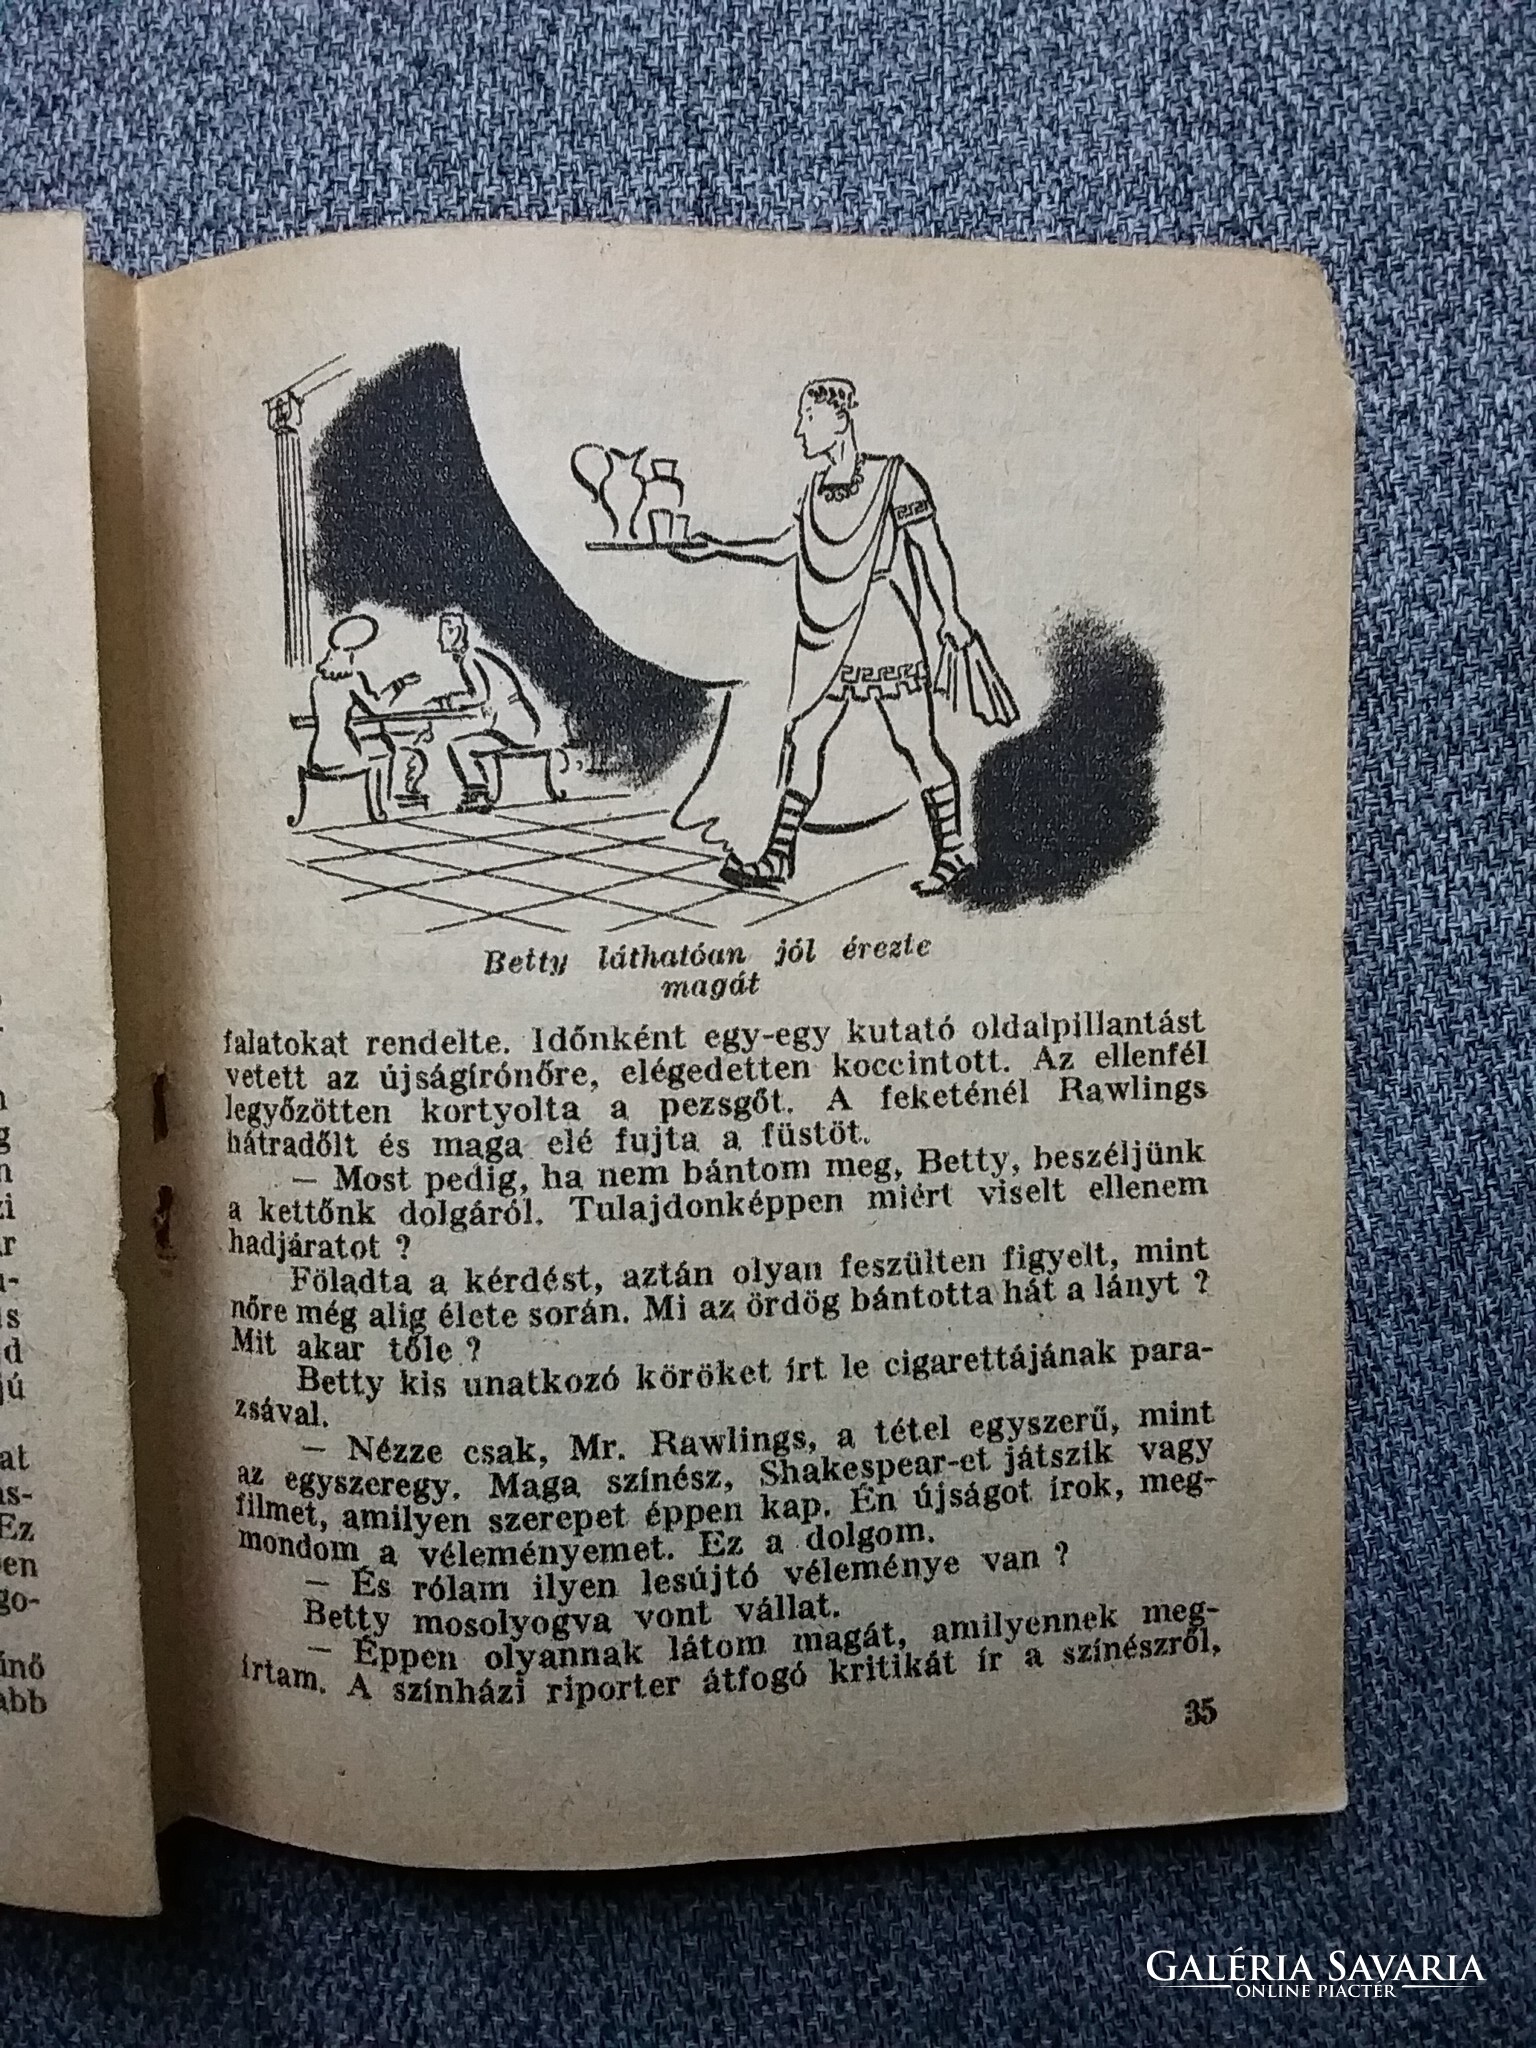 Betty láthatóan jól érezte
magát
falatokat rendelte. Időnként egy-egy kutató oldalpillantást
vetett az újságírónőre, elégedetten koccintott. Az ellenfél
legyőzötten kortyolta a pezsgőt. A feketénél Rawlings
hátradőlt és maga elé fujta a füstöt.
— Most pedig, ha nem bántom meg, Betty, beszéljünk
a kettőnk dolgáról. Tulajdonképpen miért viselt ellenem
hadjáratot ?
Föladta a kérdést, aztán olyan feszülten figyelt, mint
nőre még alig élete során. Mi az ördög bántotta hát a lányt ?
Mit akar tőle ?
Betty kis unatkozó köröket írt le cigarettájának para-
zsával.
— Nézze csak, Mr. Rawlings, a tétel egyszerű, mint
az egyszeregy. Maga színész, Shakespear-et játszik vagy
filmet, amilyen szerepet éppen kap. Én újságot írok, meg-
mondom a véleményemet. Ez a dolgom.
— És rólam ilyen lesújtó véleménye van ?
Betty mosolyogva vont vállat.
— Éppen olyannak látom magát, amilyennek meg-
írtam. A színházi riporter átfogó kritikát ír a színészről,
35
GALÉRIA SAVARIA
ONLINE PIACTÉR